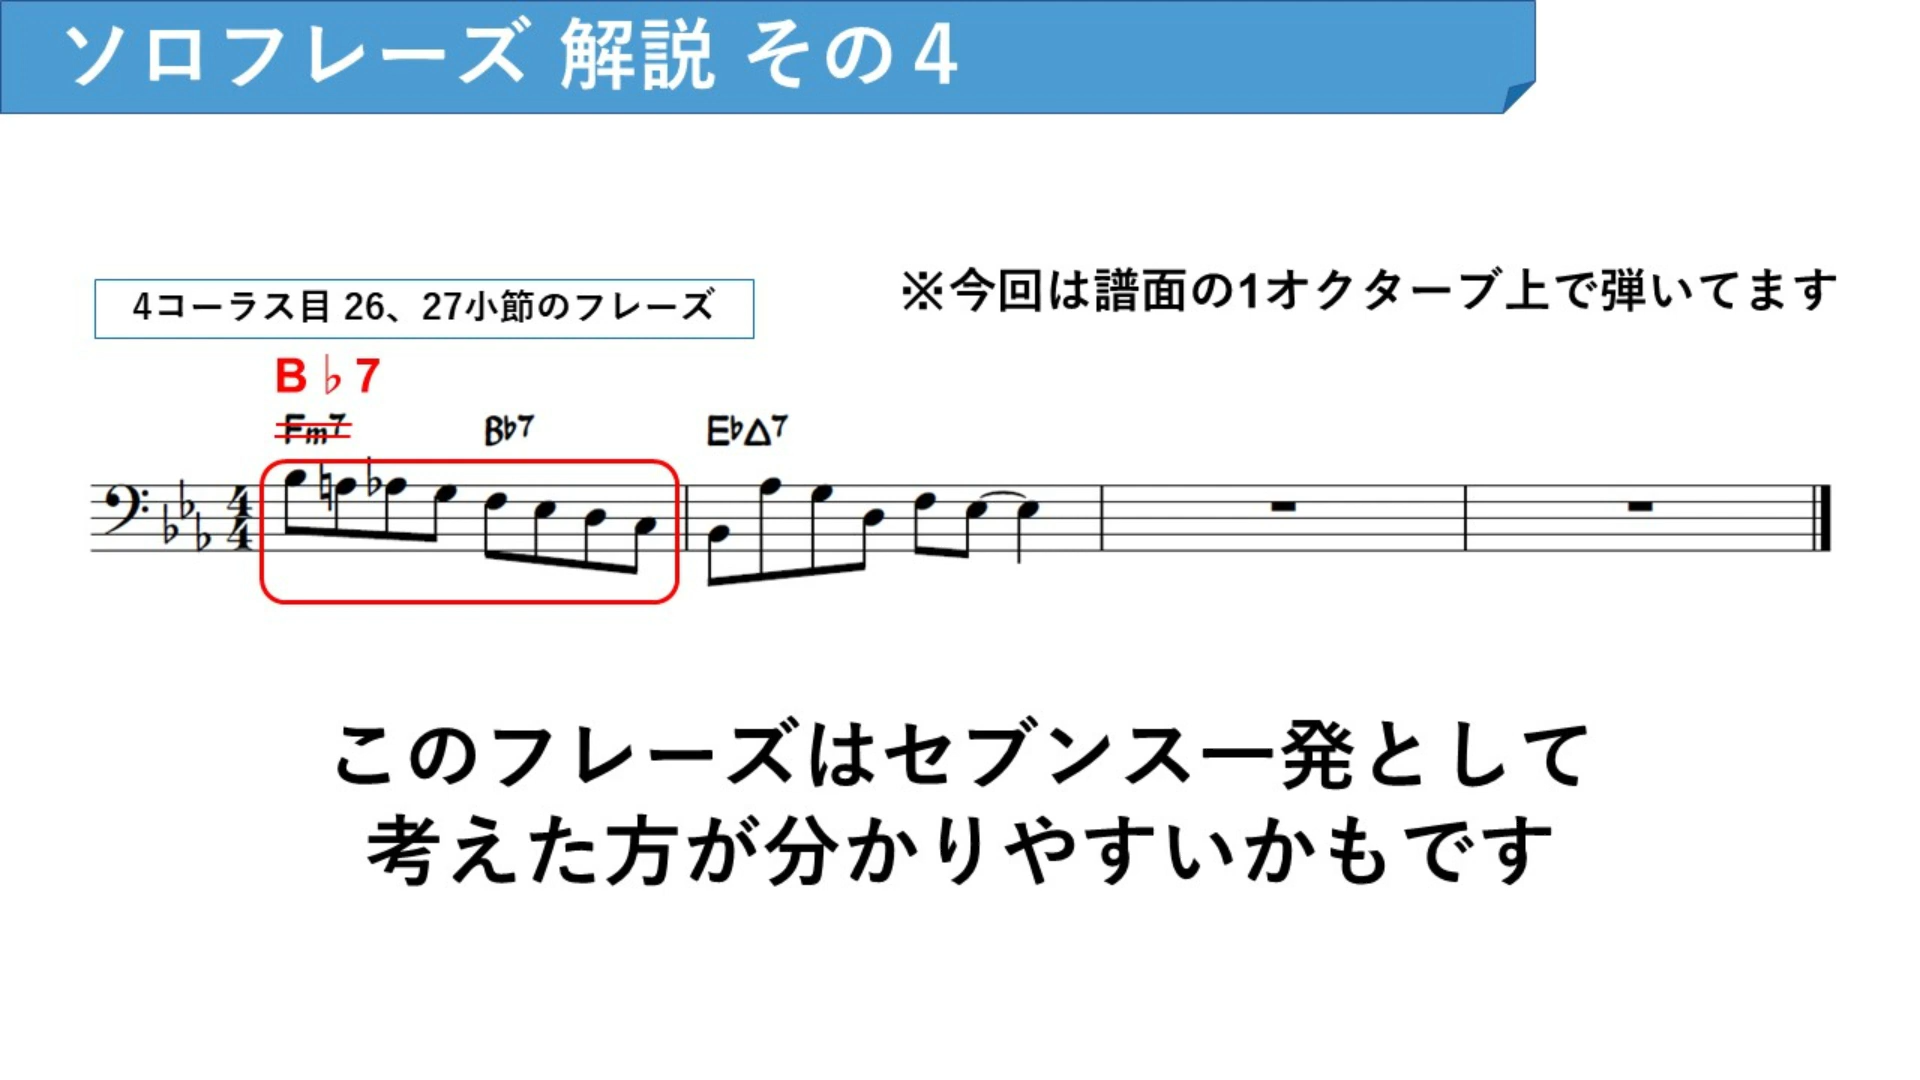 ソロフレーズ 解説 その4
※今回は譜面の1オクターブ上で弾いてます
4コーラス目 26、27小節のフレーズ
B♭7
Fm7 B♭7 E♭△7
4
4
このフレーズはセブンス一発として
考えた方が分かりやすいかもです